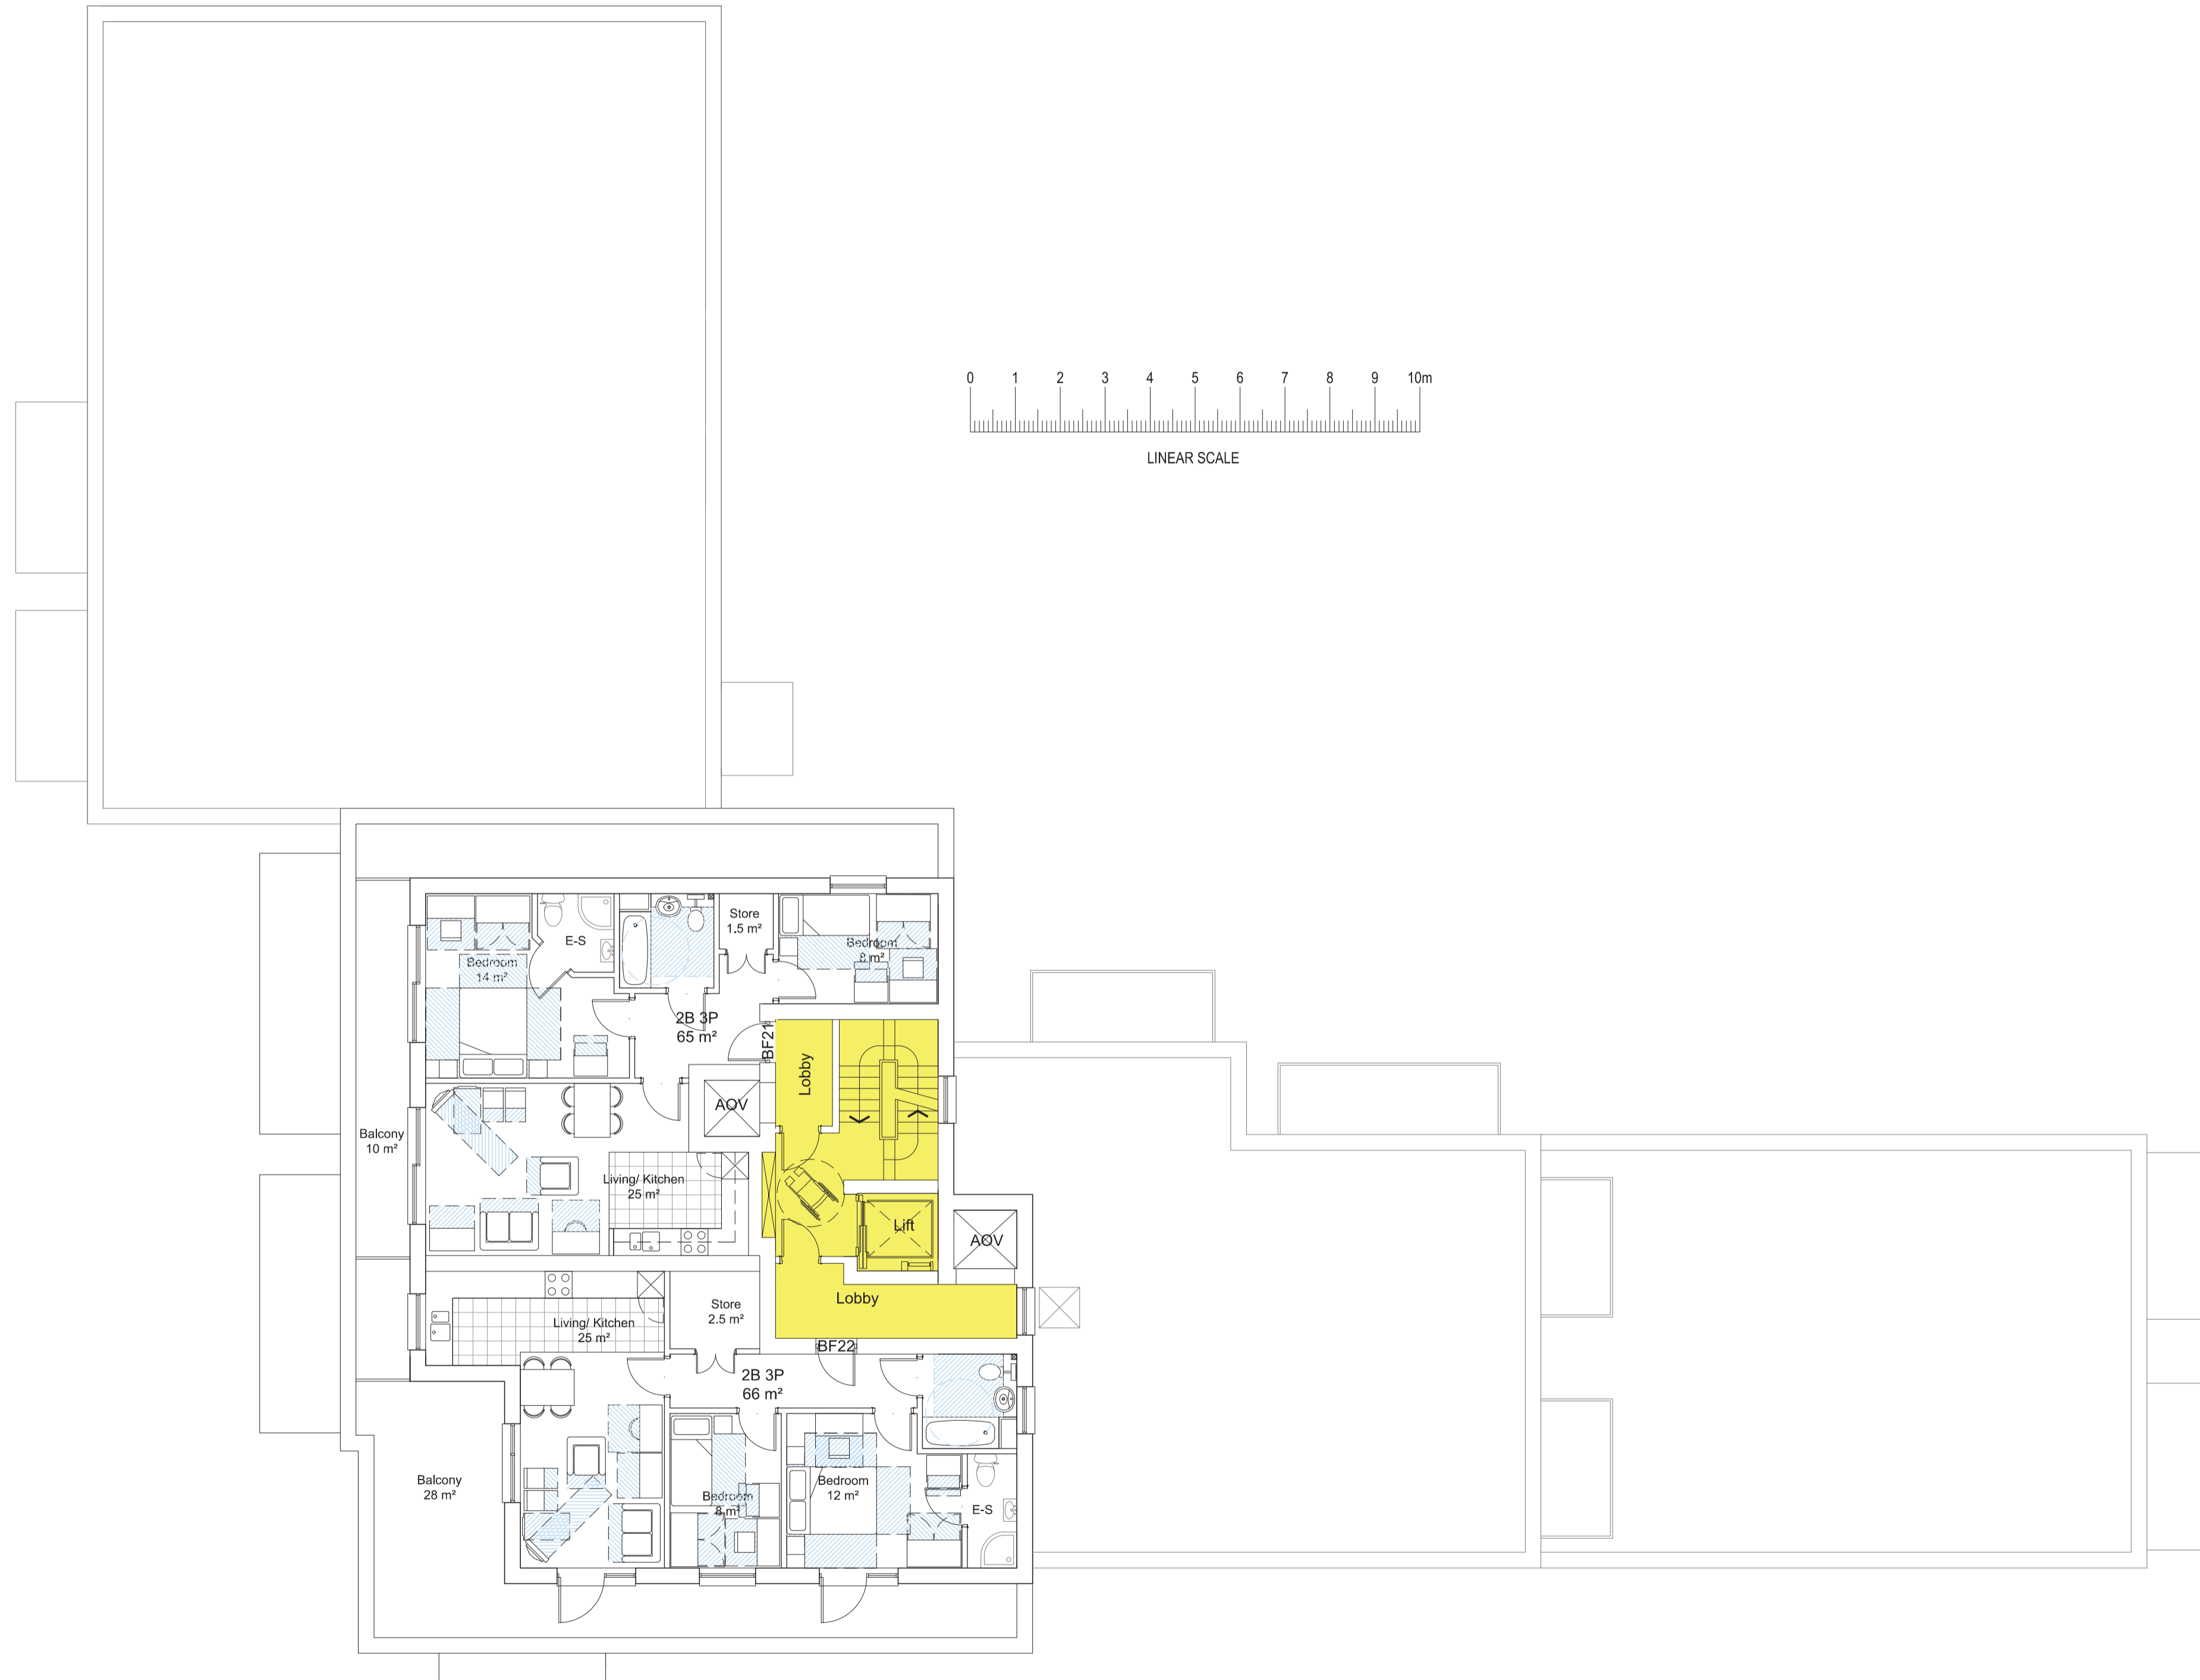 0 1 2 3 4 5 6 7 8 9 10m
LINEAR SCALE
Store
1.5 m²
E-S
Bedroom
8 m²
Bedroom
14 m²
2B 3P
65 m²
BF21
Lobby
AOV
Balcony
10 m²
Living/ Kitchen
25 m²
Lift
AOV
Lobby
Store
2.5 m²
Living/ Kitchen
25 m²
BF22
2B 3P
66 m²
Balcony
28 m²
Bedroom
8 m²
Bedroom
12 m²
E-S